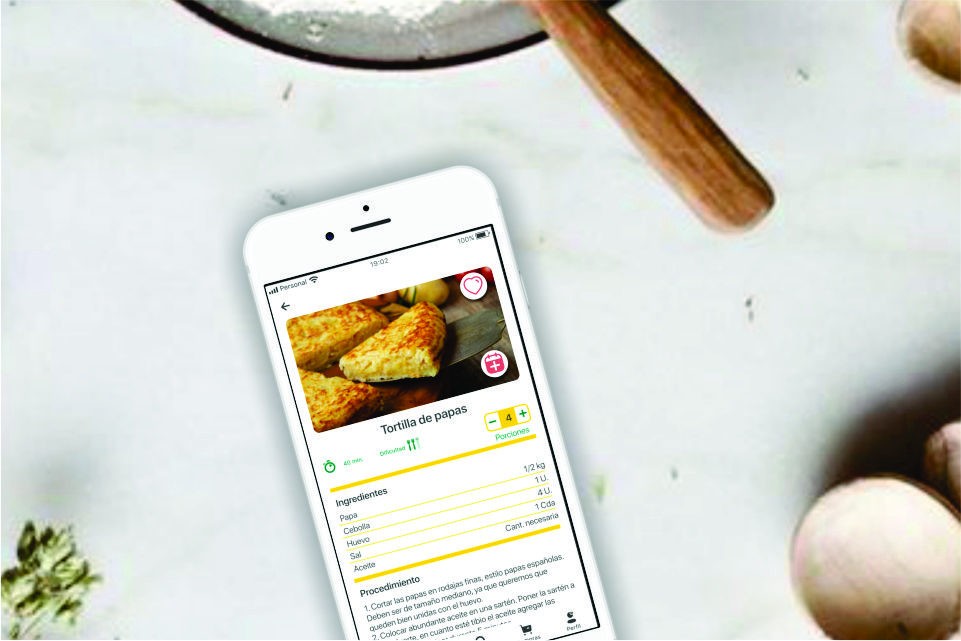 Personal
19:02
100%
Tortilla de papas
4
40 min.
Dificultad
Porciones
Ingredientes
Papa 1/2 kg
Cebolla 1 U.
Huevo 4 U.
Sal 1 Cda
Aceite Cant. necesaria
Procedimiento
1. Cortar las papas en rodajas finas, estilo papas españolas.
Deben ser de tamaño mediano, ya que queremos que
queden bien unidas con el huevo.
2. Colocar abundante aceite en una sartén. Poner la sartén a
en cuanto esté tibio el aceite agregar las
Perfil